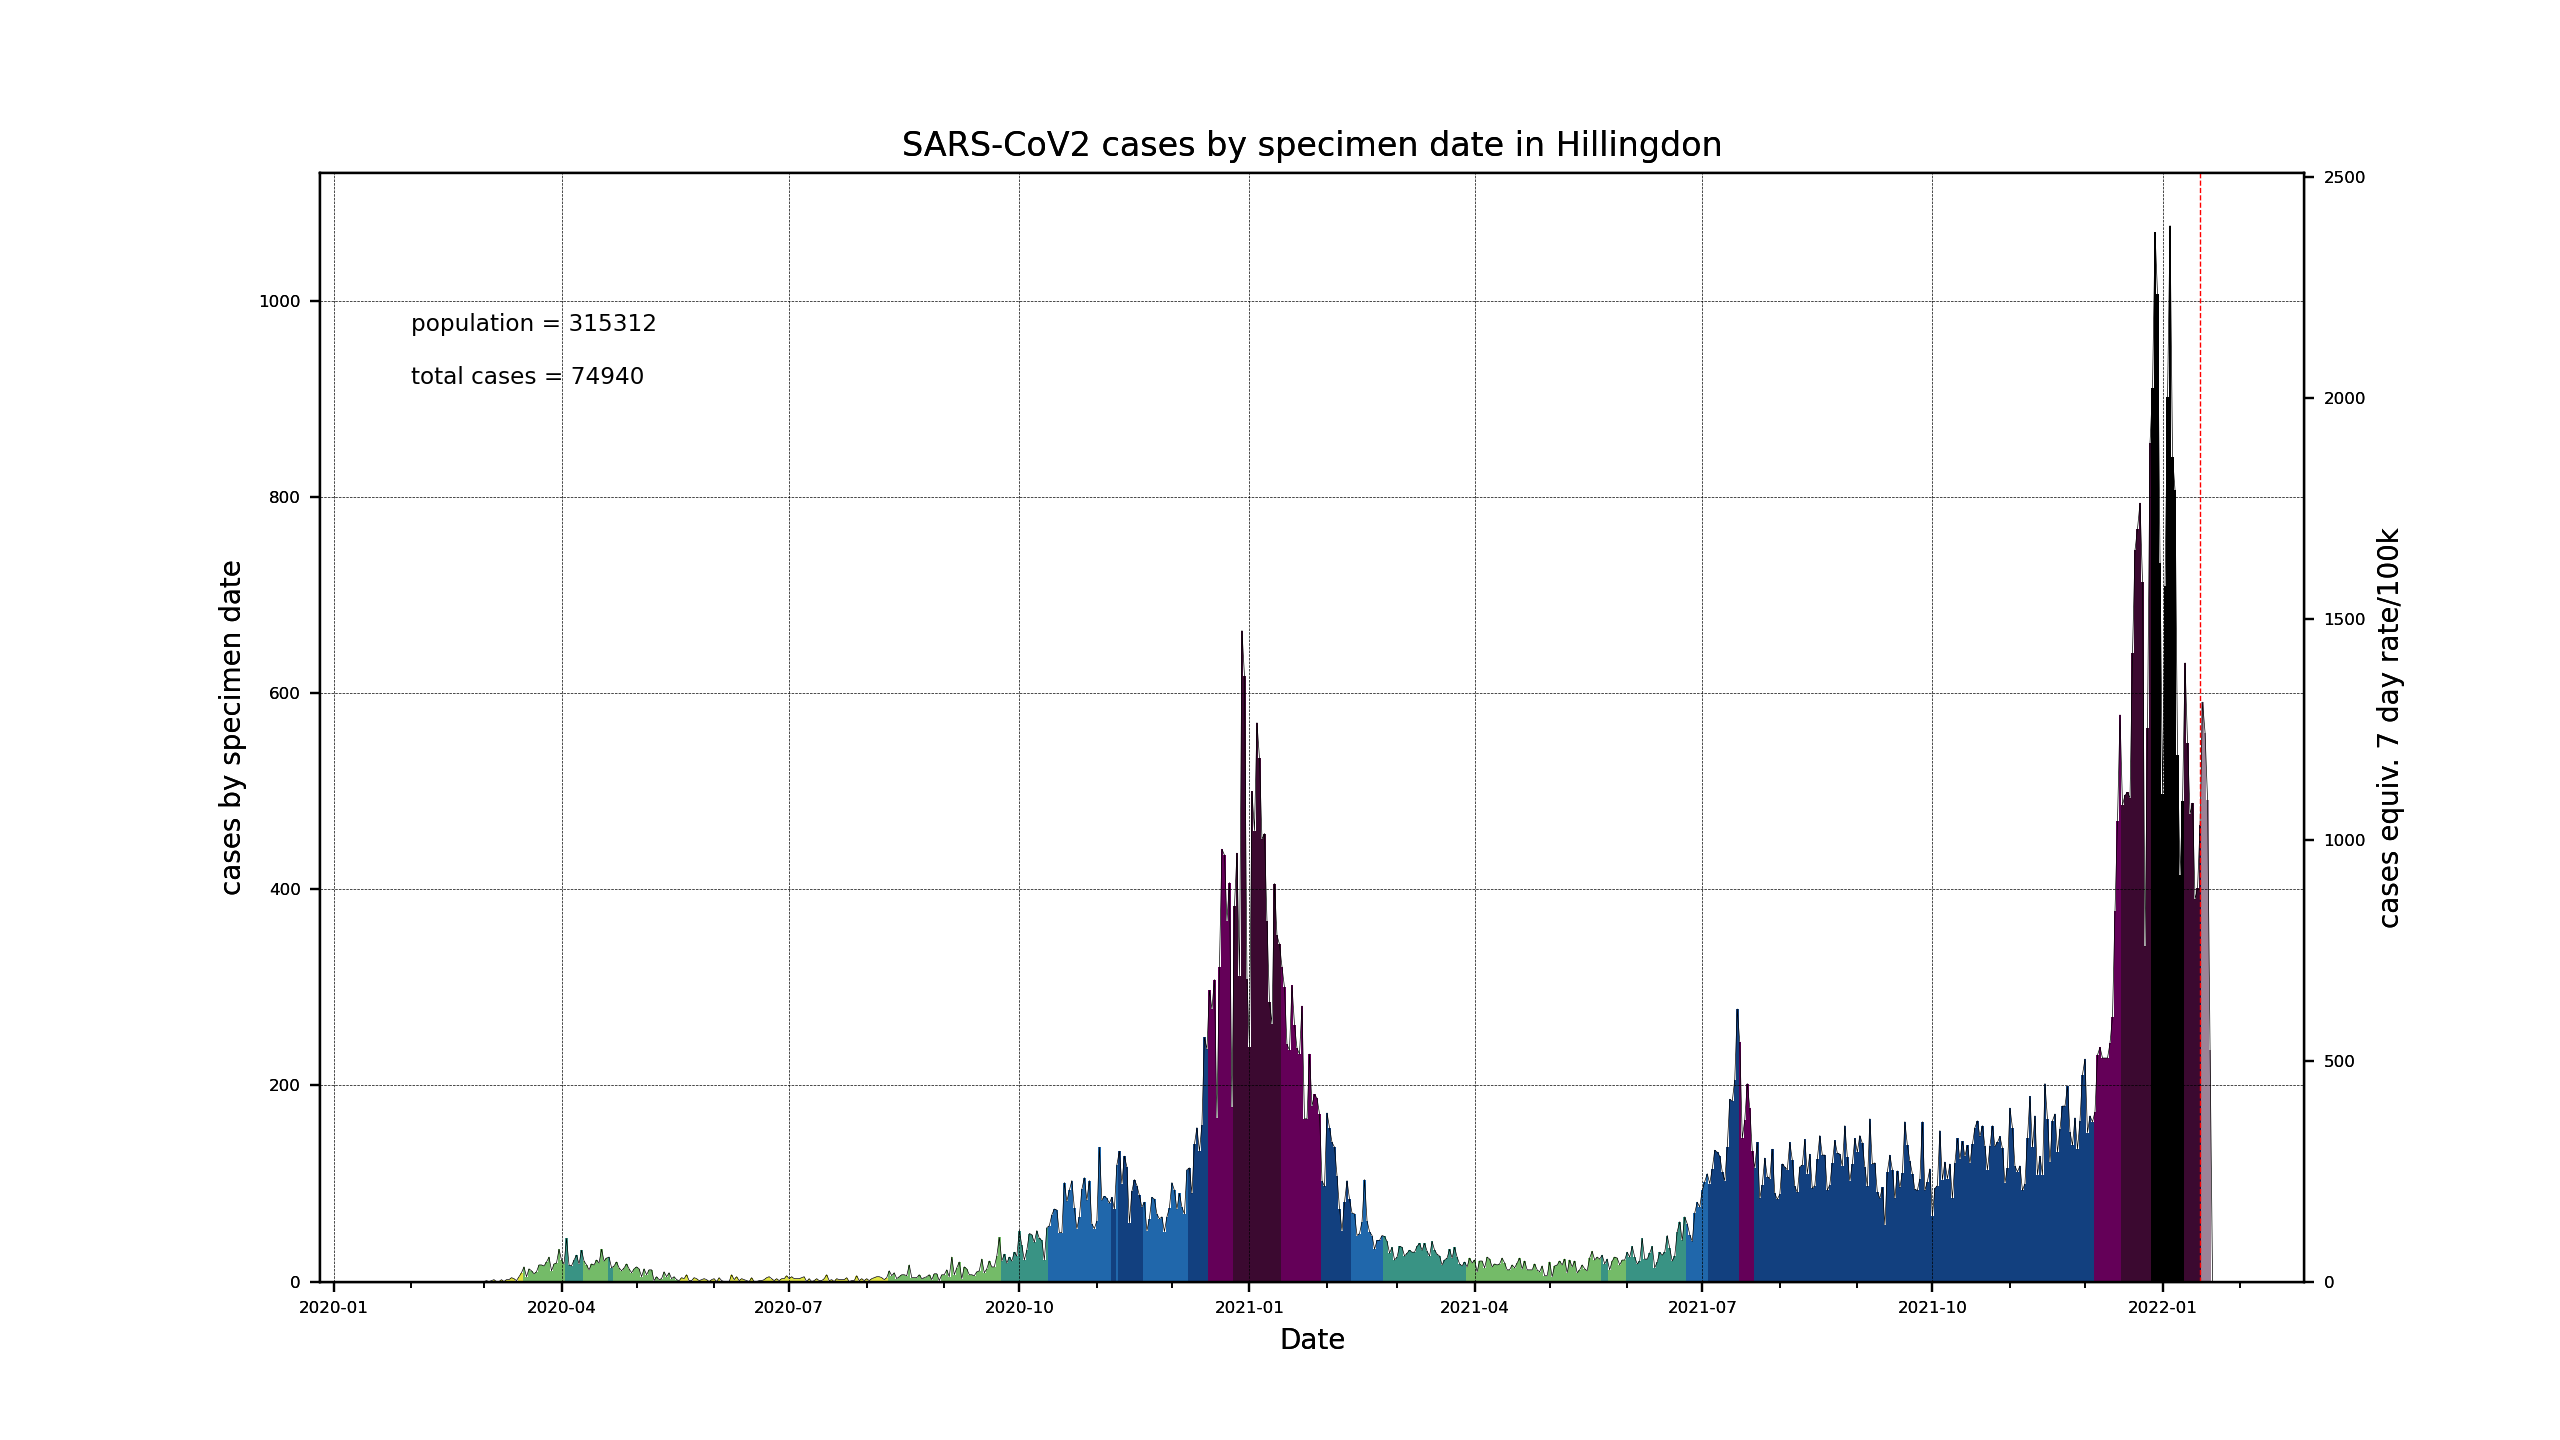 SARS-CoV2 cases by specimen date in Hillingdon
population = 315312
total cases = 74940
cases by specimen date
1000
800
600
400
200
0
2500
2000
1500
1000
500
0
cases equiv. 7 day rate/100k
2020-01 2020-04 2020-07 2020-10 2021-01 2021-04 2021-07 2021-10 2022-01
Date